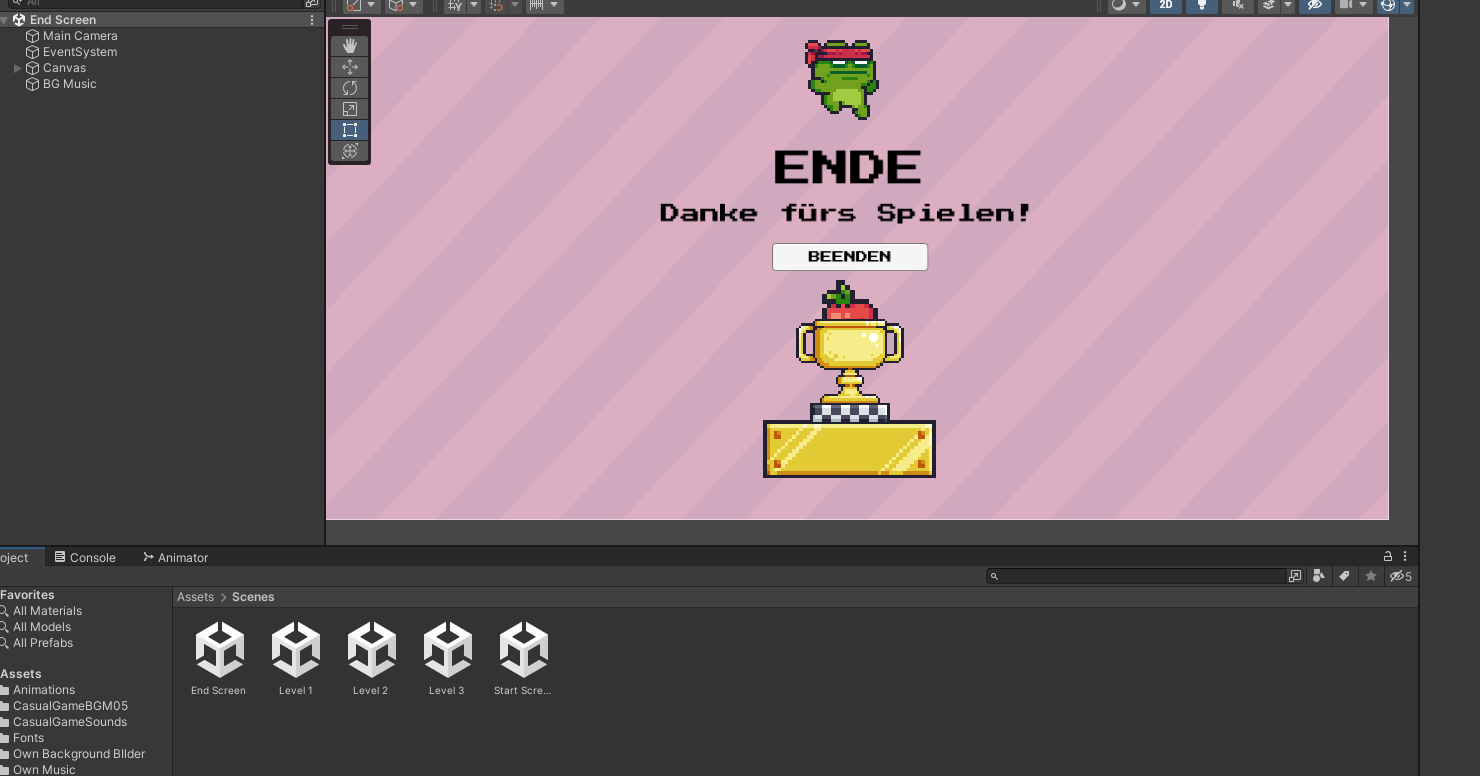 All
End Screen
Main Camera
EventSystem
Canvas
BG Music
2D
ENDE
Danke fürs Spielen!
BEENDEN
oject
Console
Animator
5
Favorites
All Materials
All Models
All Prefabs
Assets
Animations
CasualGameBGM05
CasualGameSounds
Fonts
Own Background BIlder
Own Music
Assets > Scenes
End Screen
Level 1
Level 2
Level 3
Start Scre...